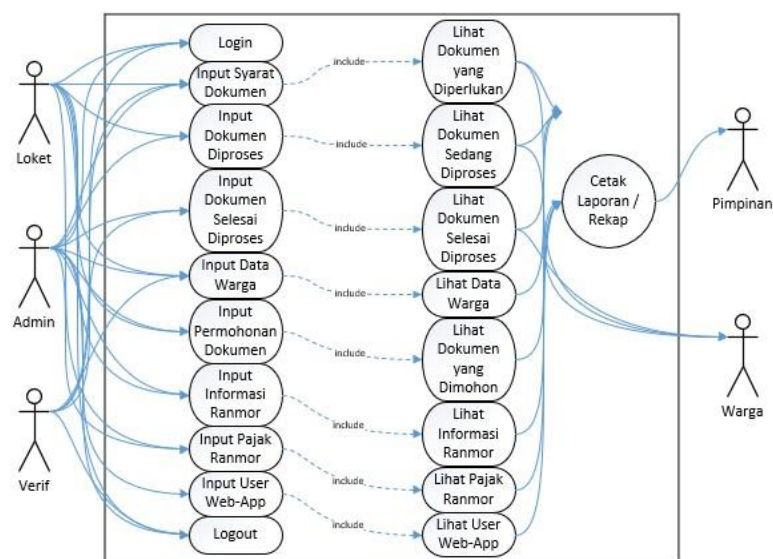 Login
Input Syarat
Dokumen
Input
Dokumen
Diproses
Input
Dokumen
Selesai
Diproses
Input Data
Warga
Input
Permohonan
Dokumen
Input
Informasi
Ranmor
Input Pajak
Ranmor
Input User
Web-App
Logout
include
include
include
include
include
include
include
include
Lihat
Dokumen
yang
Diperlukan
Lihat
Dokumen
Sedang
Diproses
Lihat
Dokumen
Selesai
Diproses
Lihat Data
Warga
Lihat
Dokumen
yang
Dimohon
Lihat
Informasi
Ranmor
Lihat Pajak
Ranmor
Lihat User
Web-App
Cetak
Laporan /
Rekap
Loket
Admin
Verif
Pimpinan
Warga